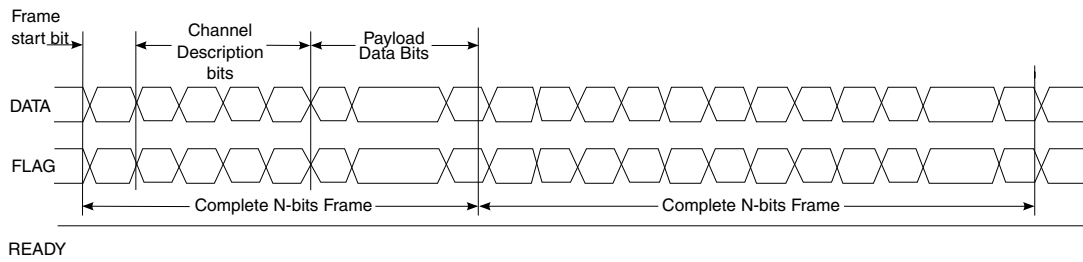 Frame
start bit
Channel
Description
bits
Payload
Data Bits
DATA
FLAG
Complete N-bits Frame
Complete N-bits Frame
READY